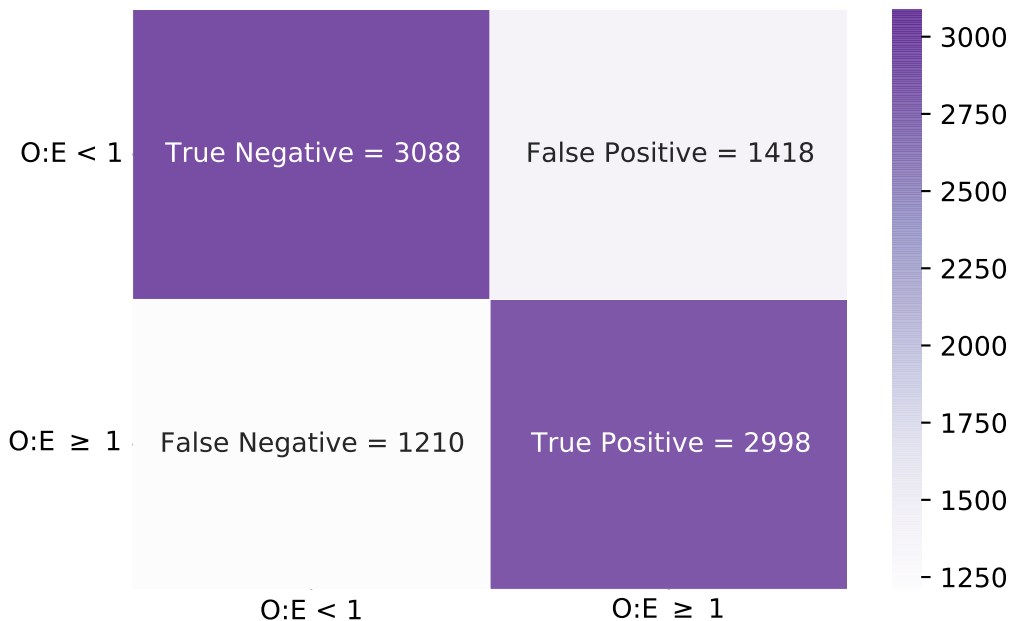 O:E < 1
True Negative = 3088
False Positive = 1418
O:E ≥ 1
False Negative = 1210
True Positive = 2998
O:E < 1
O:E ≥ 1
3000
2750
2500
2250
2000
1750
1500
1250